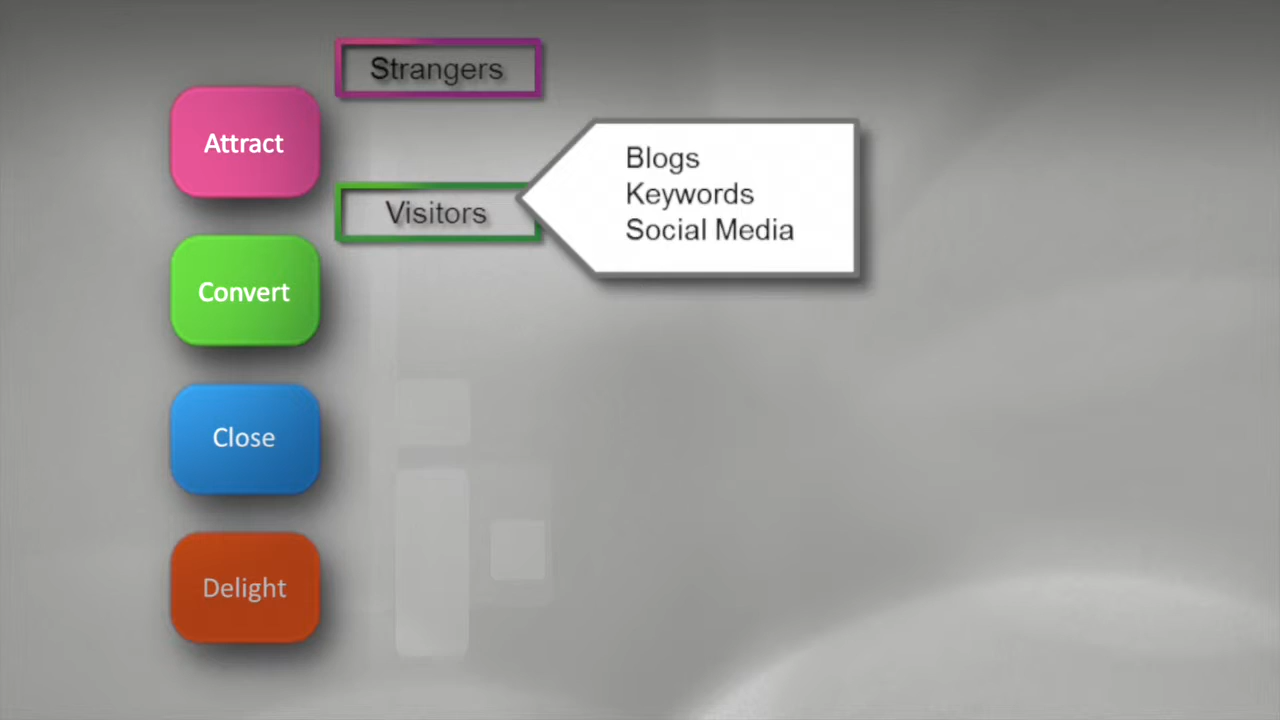 Strangers
Attract
Blogs
Keywords
Social Media
Visitors
Convert
Close
Delight